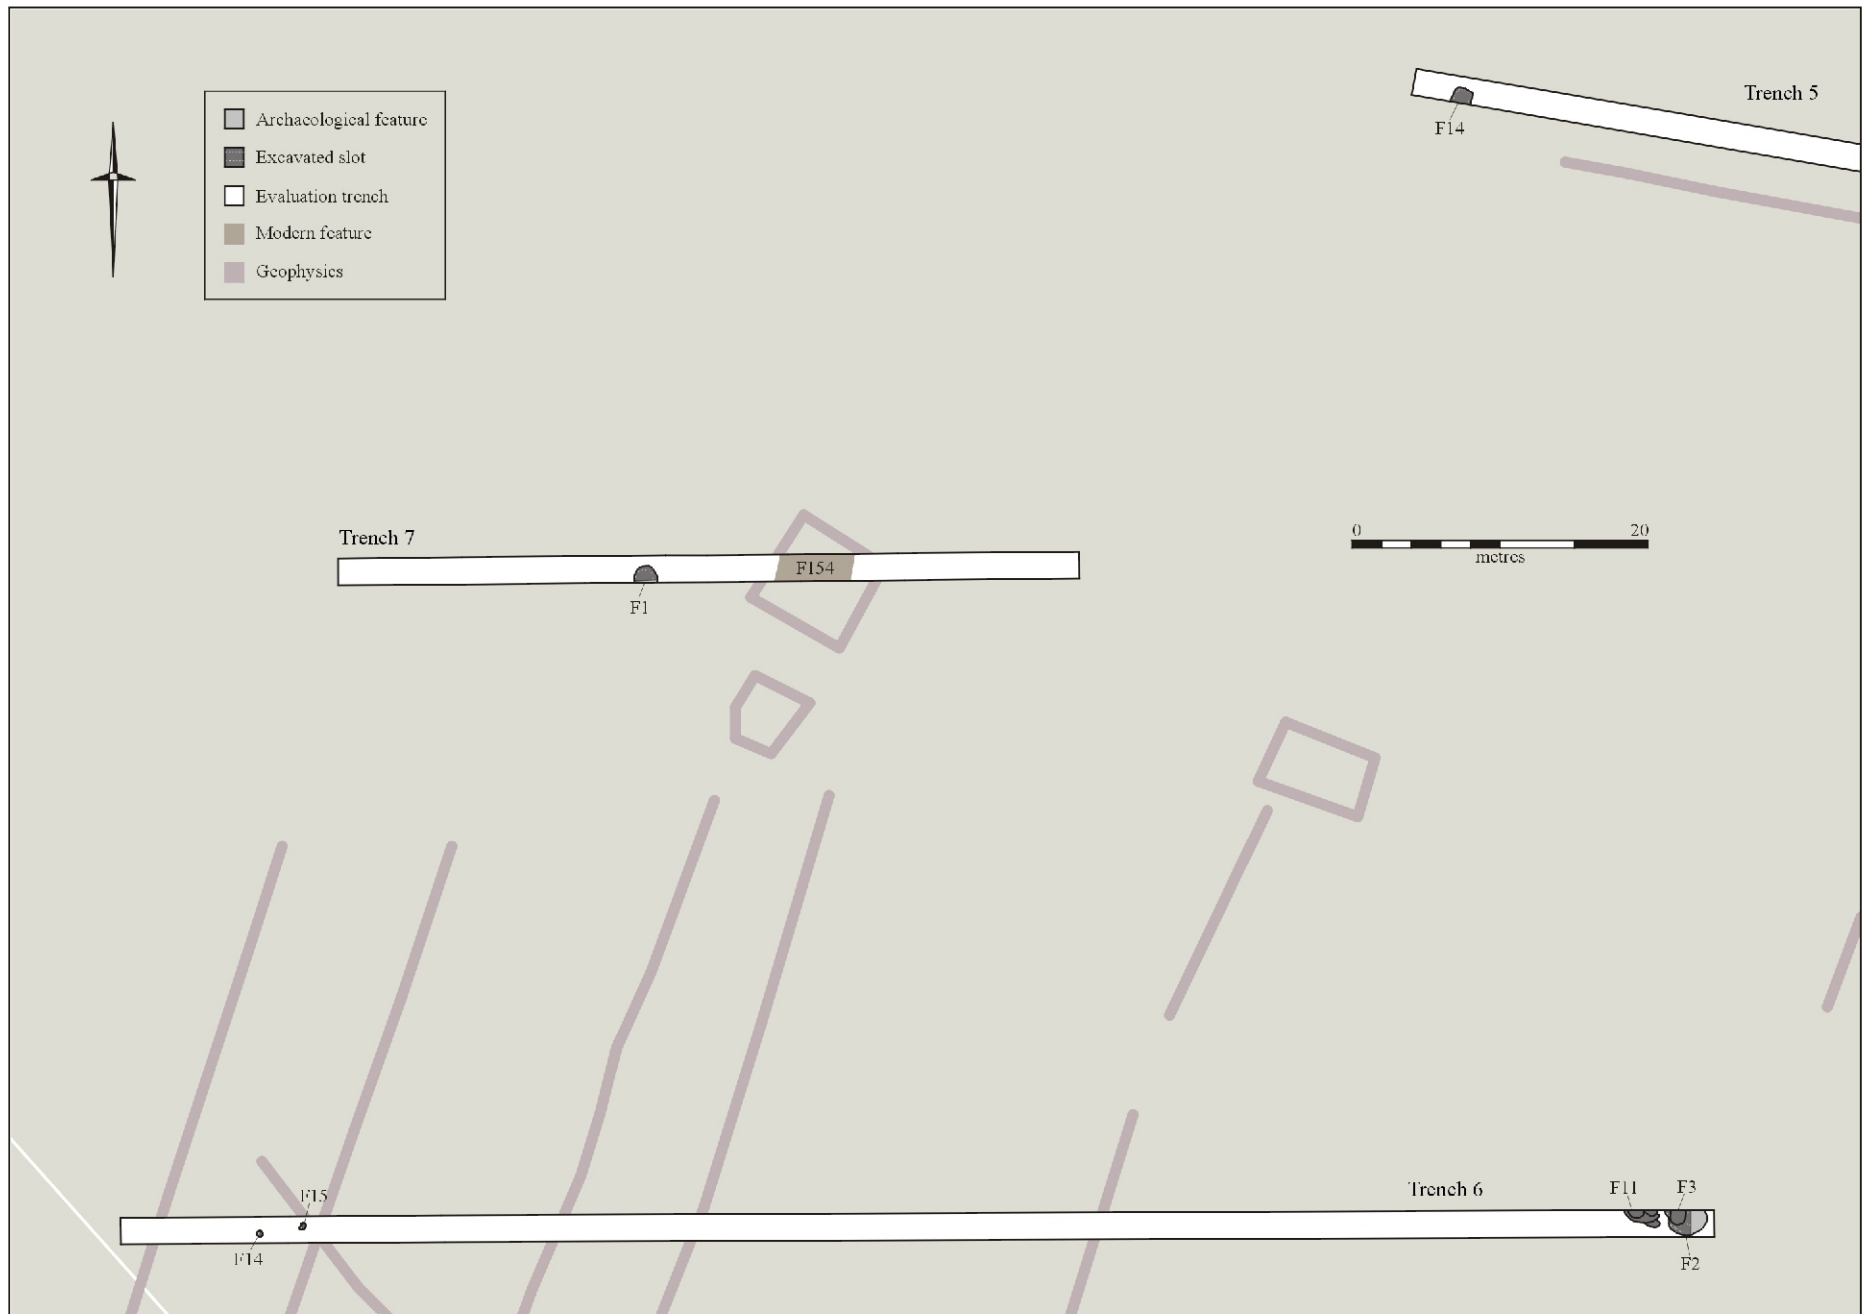 Trench 5
Archaeological feature
F14
Excavated slot
Evaluation trench
Modern feature
Geophysics
0 20
metres
Trench 7
F154
F1
Trench 6
F11 F3
F15
F14
F2